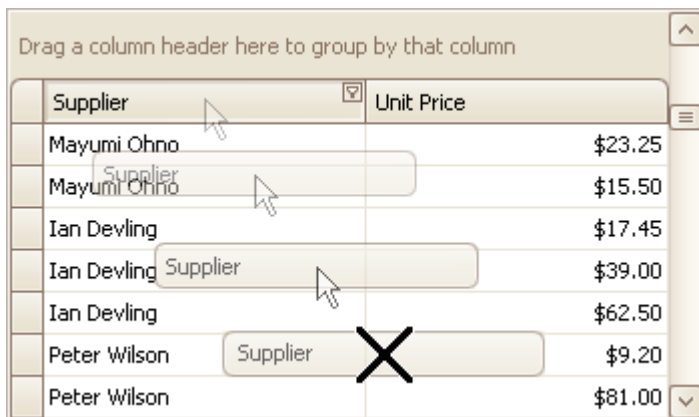 Drag a column header here to group by that column
Supplier Unit Price
Mayumi Ohno $23.25
Supplier
Mayumi Ohno $15.50
Ian Devling $17.45
Ian Devling Supplier $39.00
Ian Devling $62.50
Peter Wilson Supplier $9.20
Peter Wilson $81.00